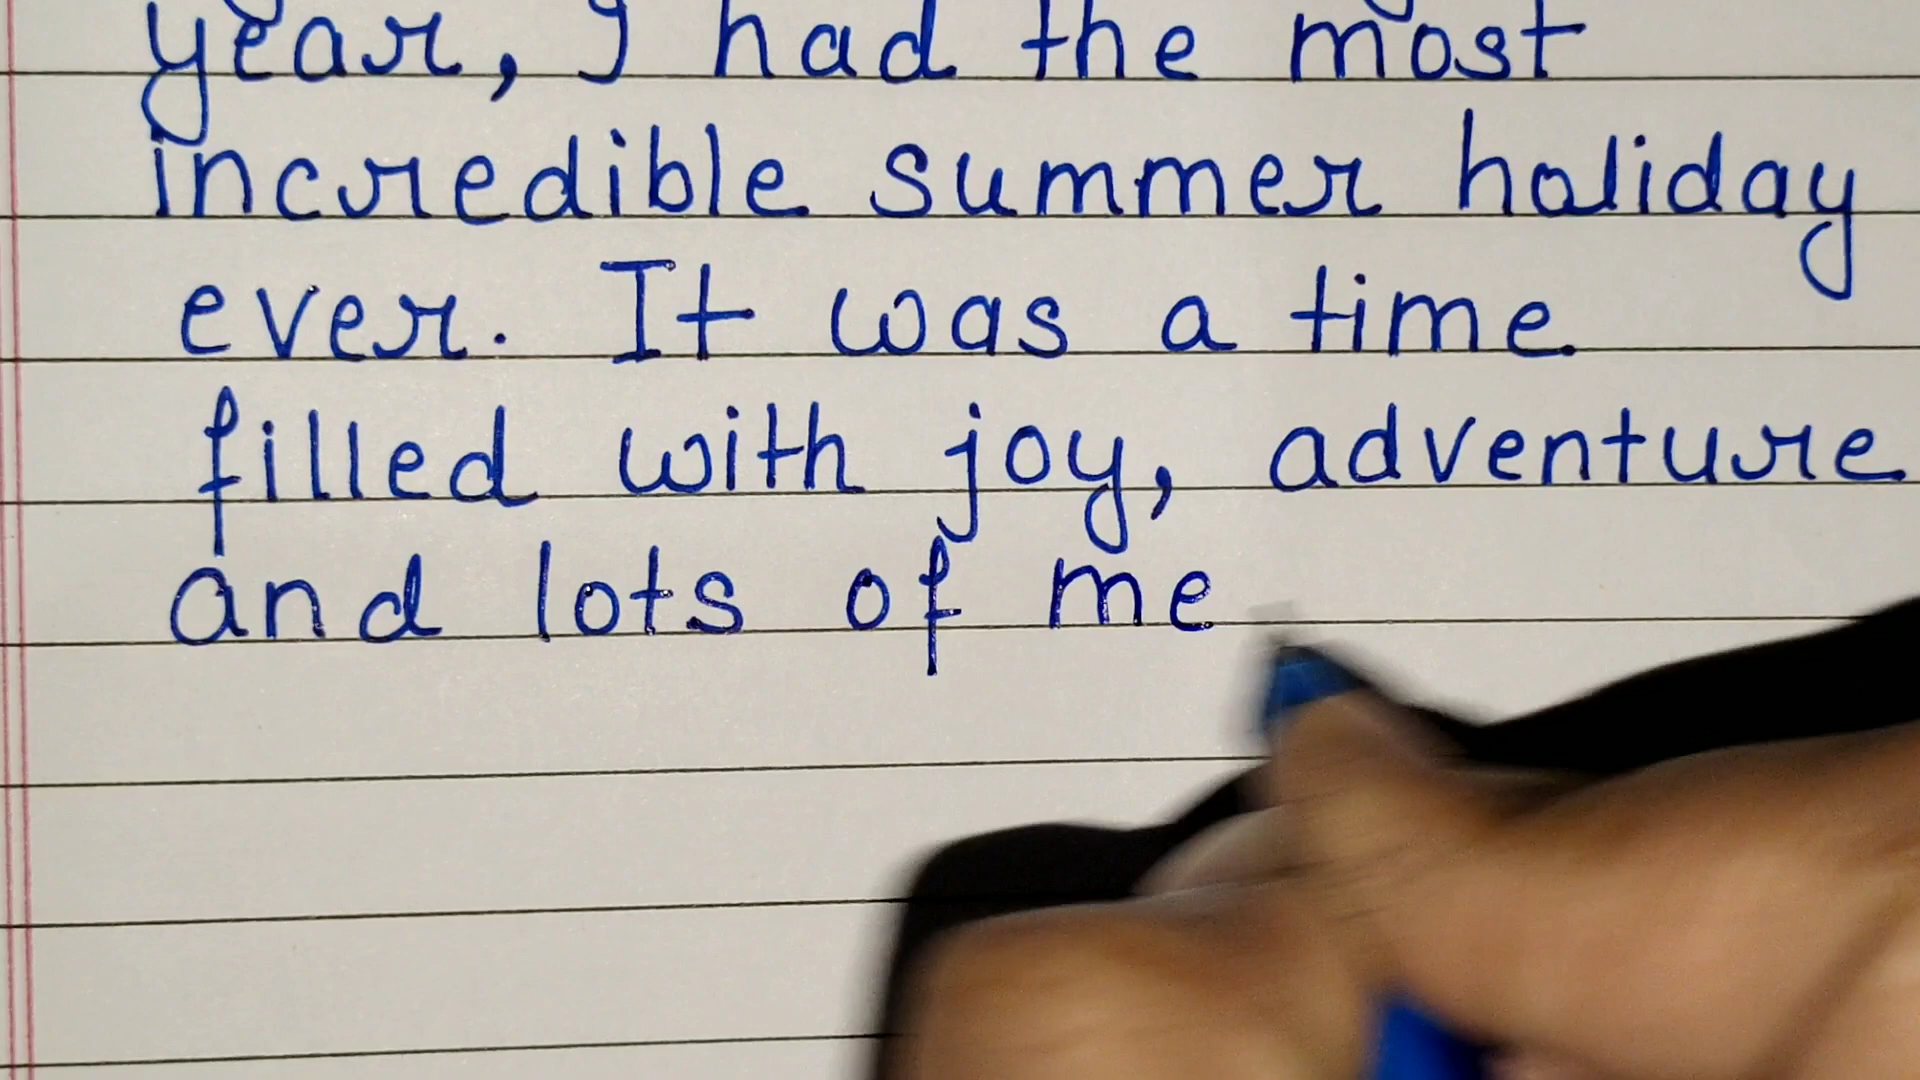 year, I had the most
incredible summer holiday
ever. It was a time
filled with joy, adventure
and lots of me